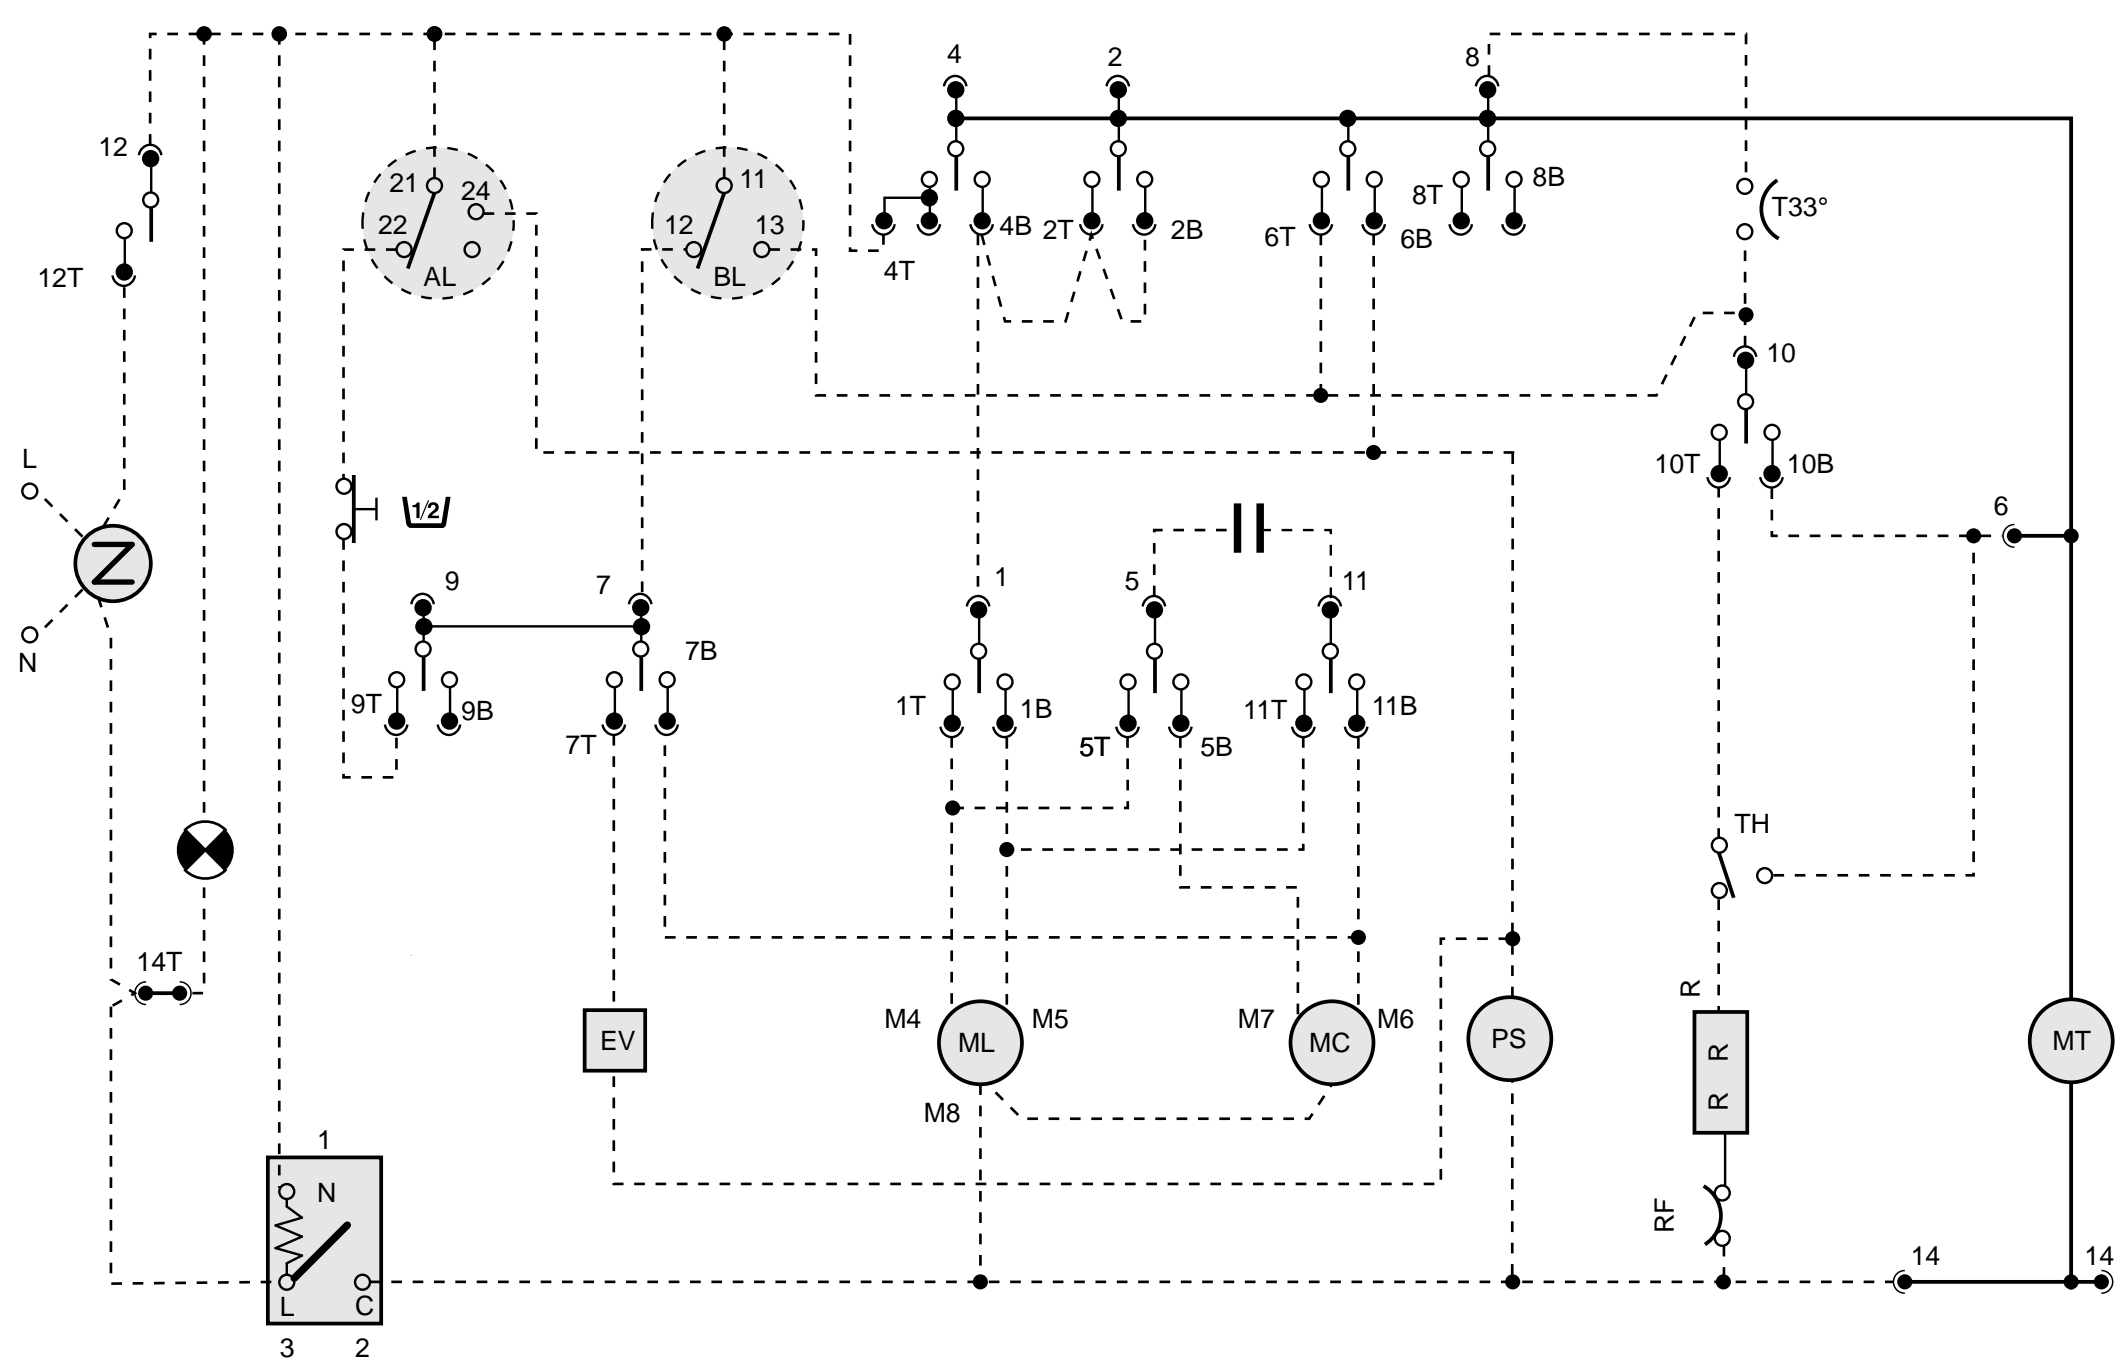 4 2 8
12
21 24 11
22 12 13
AL BL
12T
4T 4B 2T 2B 6T 6B 8T 8B
T33°
10
10T 10B
L
Z
N
1/2
6
9 7 1 5 11
7B
9T 9B
7T
1T 1B 5T 5B 11T 11B
TH
14T
R
EV
M4 ML M5 M7 MC M6 PS
R R
MT
M8
1
N
L C
3 2
RF
14 14